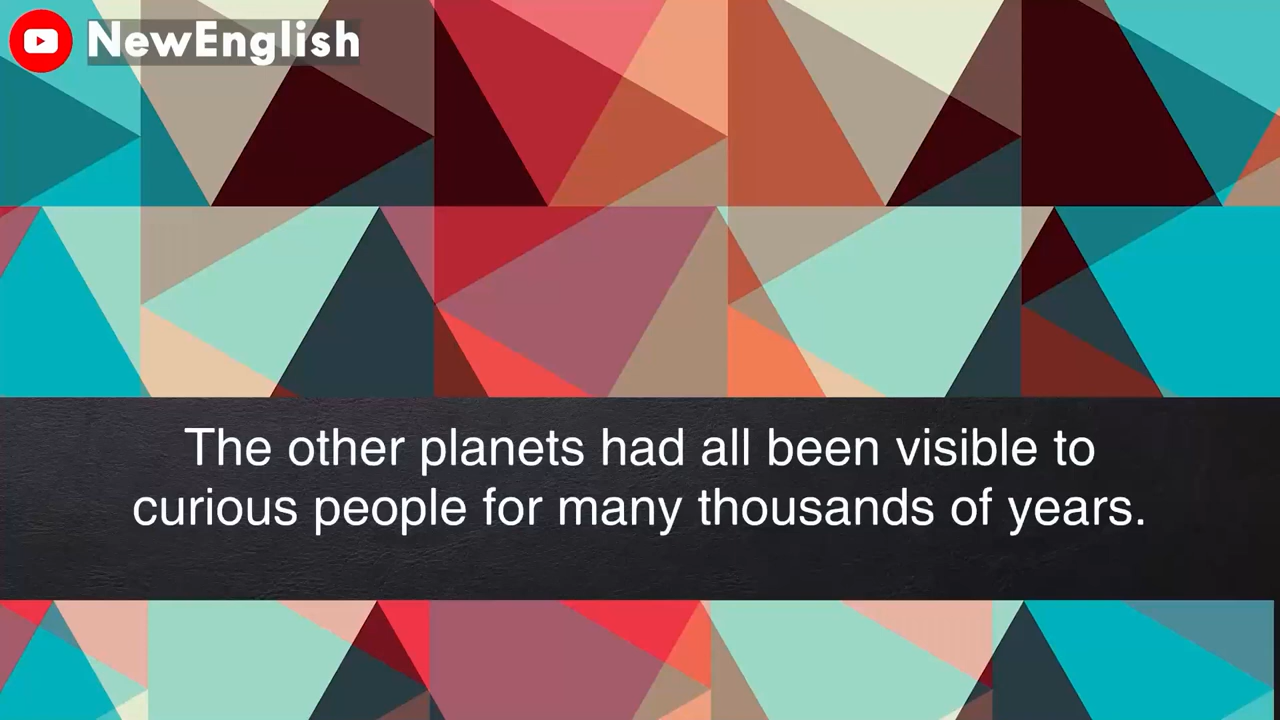 NewEnglish
The other planets had all been visible to
curious people for many thousands of years.